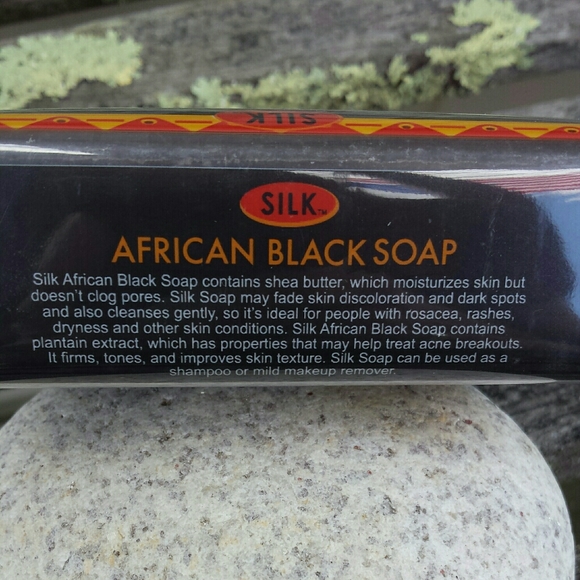 SILK
SILK™
AFRICAN BLACK SOAP
Silk African Black Soap contains shea butter, which moisturizes skin but
doesn't clog pores. Silk Soap may fade skin discoloration and dark spots
and also cleanses gently, so it's ideal for people with rosacea, rashes,
dryness and other skin conditions. Silk African Black Soap contains
plantain extract, which has properties that may help treat acne breakouts.
It firms, tones, and improves skin texture. Silk Soap can be used as a
shampoo or mild makeup remover.